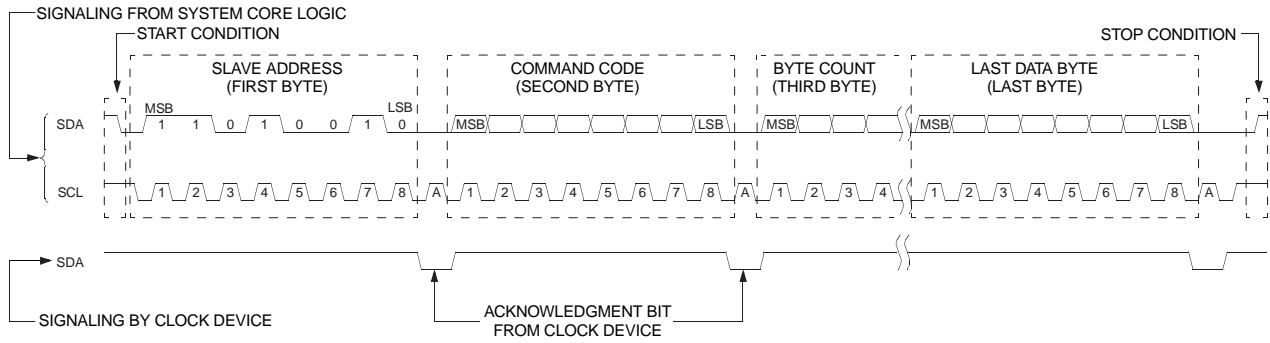 SIGNALING FROM SYSTEM CORE LOGIC
START CONDITION
STOP CONDITION
SLAVE ADDRESS
(FIRST BYTE)
COMMAND CODE
(SECOND BYTE)
BYTE COUNT
(THIRD BYTE)
LAST DATA BYTE
(LAST BYTE)
MSB LSB
SDA 1 1 0 1 0 0 1 0 MSB LSB MSB MSB LSB
SCL 1 2 3 4 5 6 7 8 A 1 2 3 4 5 6 7 8 A 1 2 3 4 1 2 3 4 5 6 7 8 A
SDA
ACKNOWLEDGMENT BIT
FROM CLOCK DEVICE
SIGNALING BY CLOCK DEVICE